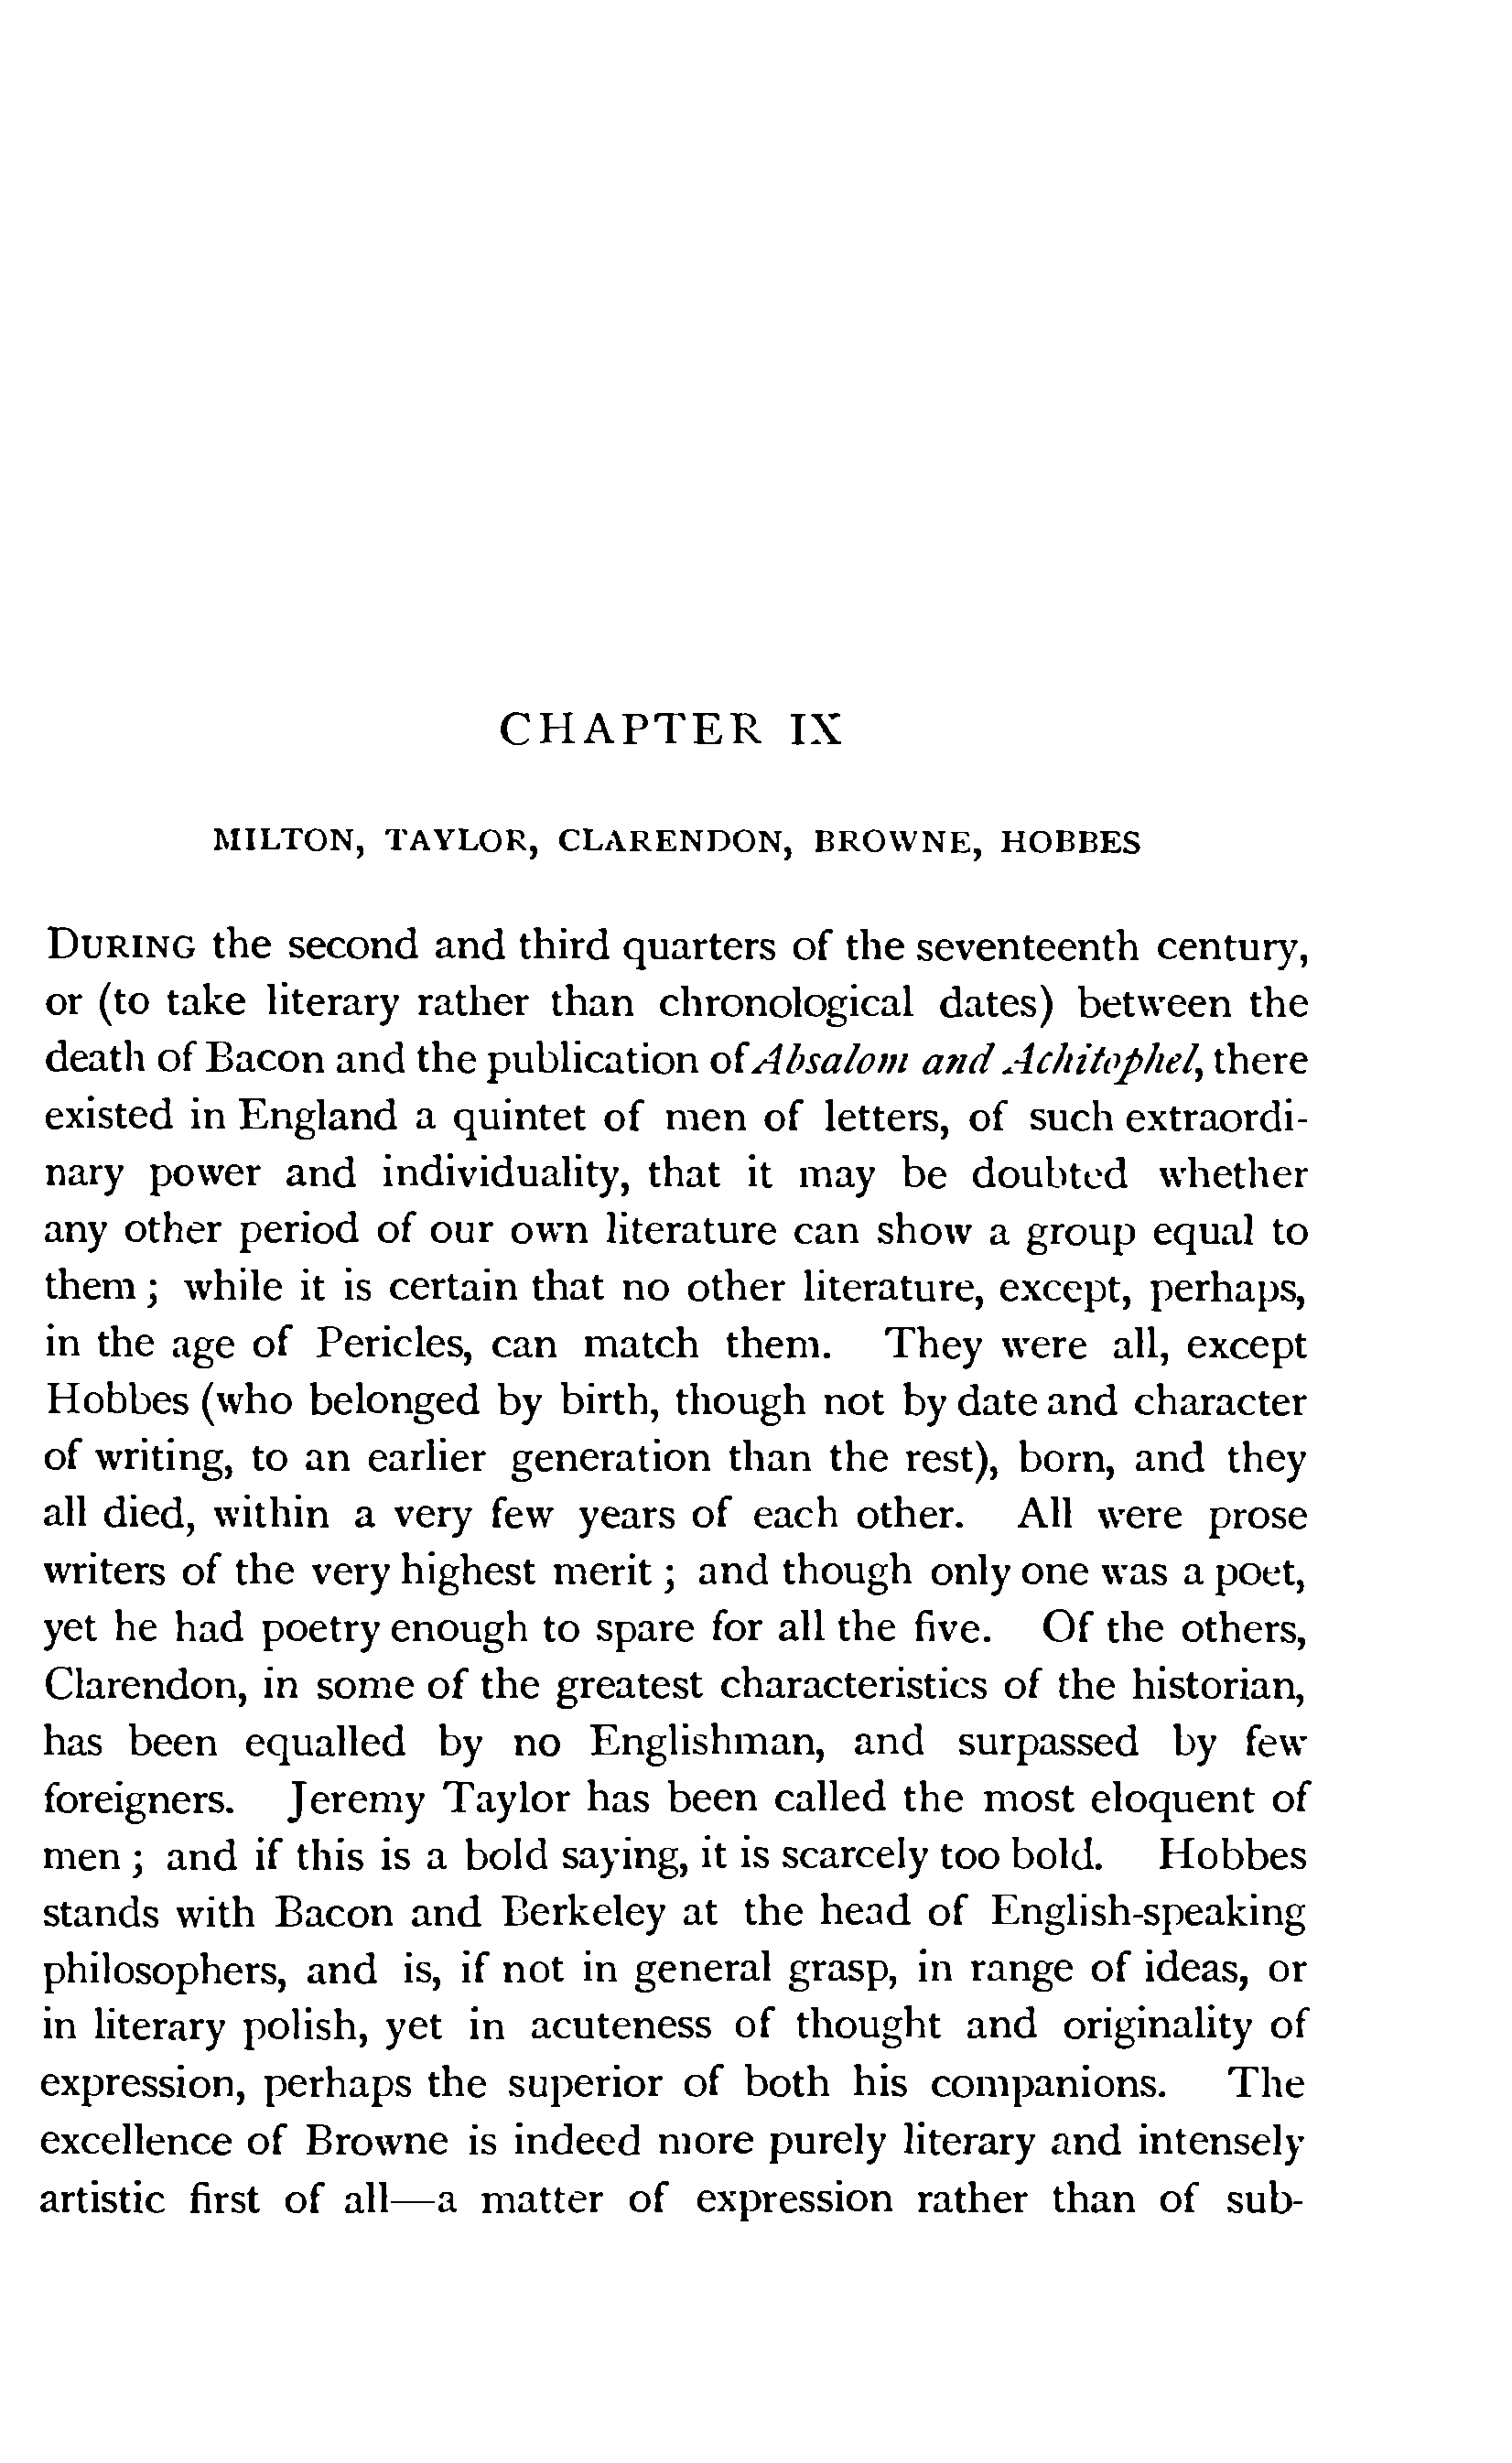 CHAPTER IX
MILTON, TAYLOR, CLARENDON, BROWNE, HOBBES
DURING the second and third quarters of the seventeenth century,
or (to take literary rather than chronological dates) between the
death of Bacon and the publication of Absalom and Achitophel, there
existed in England a quintet of men of letters, of such extraordi-
nary power and individuality, that it may be doubted whether
any other period of our own literature can show a group equal to
them ; while it is certain that no other literature, except, perhaps,
in the age of Pericles, can match them. They were all, except
Hobbes (who belonged by birth, though not by date and character
of writing, to an earlier generation than the rest), born, and they
all died, within a very few years of each other. All were prose
writers of the very highest merit ; and though only one was a poet,
yet he had poetry enough to spare for all the five. Of the others,
Clarendon, in some of the greatest characteristics of the historian,
has been equalled by no Englishman, and surpassed by few
foreigners. Jeremy Taylor has been called the most eloquent of
men ; and if this is a bold saying, it is scarcely too bold. Hobbes
stands with Bacon and Berkeley at the head of English-speaking
philosophers, and is, if not in general grasp, in range of ideas, or
in literary polish, yet in acuteness of thought and originality of
expression, perhaps the superior of both his companions. The
excellence of Browne is indeed more purely literary and intensely
artistic first of all—a matter of expression rather than of sub-